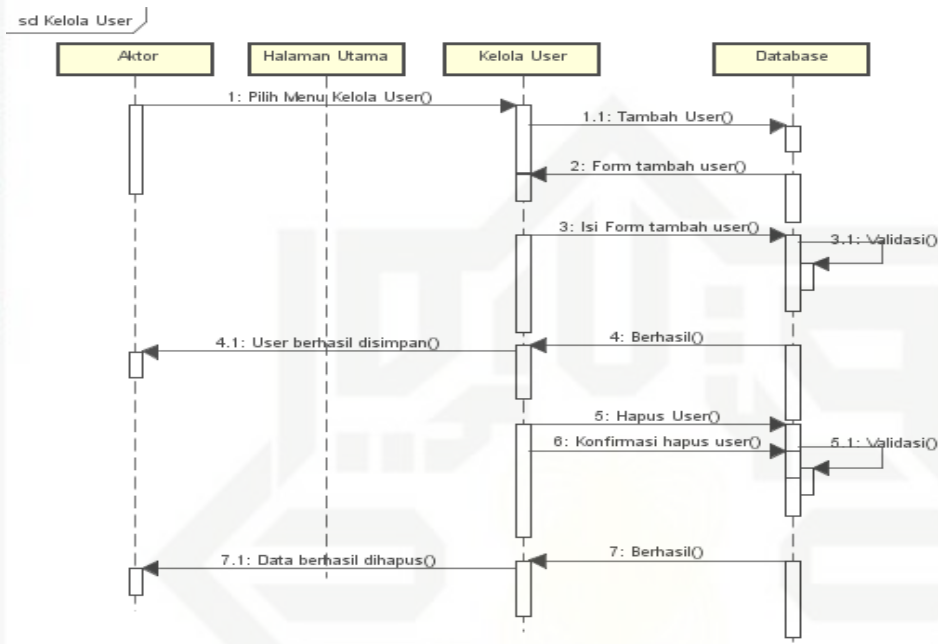 sd Kelola User
Aktor
Halaman Utama
Kelola User
Database
1: Pilih Menu Kelola User()
1.1: Tambah User()
2: Form tambah user()
3: Isi Form tambah user()
3.1: Validasi()
4: Berhasil()
4.1: User berhasil disimpan()
5: Hapus User()
6: Konfirmasi hapus user()
5.1: Validasi()
7: Berhasil()
7.1: Data berhasil dihapus()